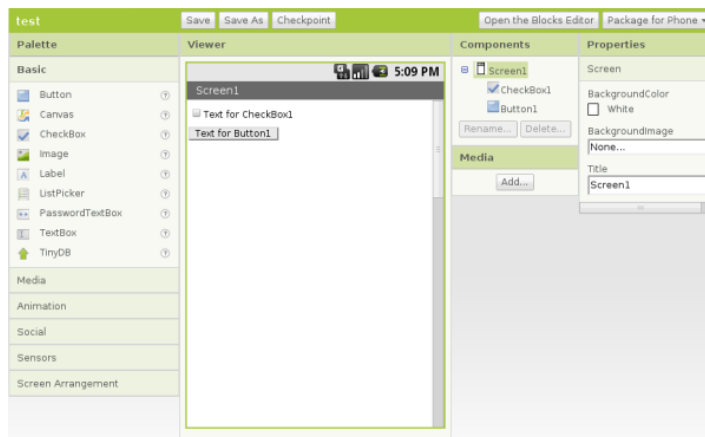 test
Save
Save As
Checkpoint
Open the Blocks Editor
Package for Phone
Palette
Basic
Button
Canvas
CheckBox
Image
Label
ListPicker
PasswordTextBox
TextBox
TinyDB
Media
Animation
Social
Sensors
Screen Arrangement
Viewer
5:09 PM
Screen1
Text for CheckBox1
Text for Button1
Components
Screen1
CheckBox1
Button1
Rename...
Delete...
Media
Add...
Properties
Screen
BackgroundColor
White
BackgroundImage
None...
Title
Screen1